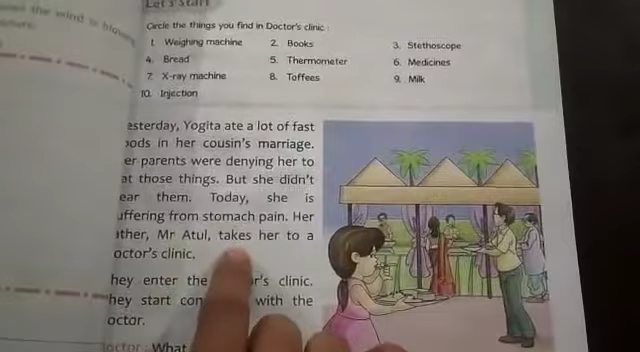 Let's Start
Circle the things you find in Doctor's clinic :
1. Weighing machine 2. Books 3. Stethoscope
4. Bread 5. Thermometer 6. Medicines
7. X-ray machine 8. Toffees 9. Milk
10. Injection
esterday, Yogita ate a lot of fast
oods in her cousin's marriage.
er parents were denying her to
at those things. But she didn't
ear them. Today, she is
uffering from stomach pain. Her
ather, Mr Atul, takes her to a
octor's clinic.
hey enter the r's clinic.
hey start con with the
octor.
octor: What